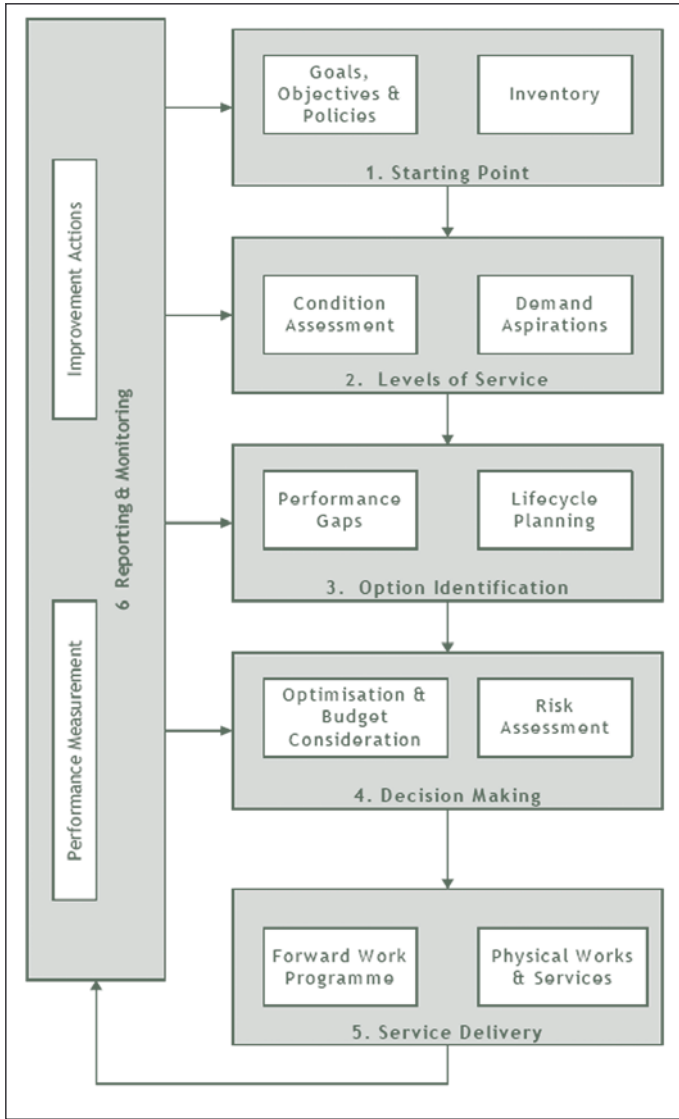 Goals,
Objectives &
Policies
Inventory
1. Starting Point
Condition
Assessment
Demand
Aspirations
2. Levels of Service
Performance
Gaps
Lifecycle
Planning
3. Option Identification
Optimisation &
Budget
Consideration
Risk
Assessment
4. Decision Making
Forward Work
Programme
Physical Works
& Services
5. Service Delivery
Improvement Actions
Performance Measurement
6 Reporting & Monitoring